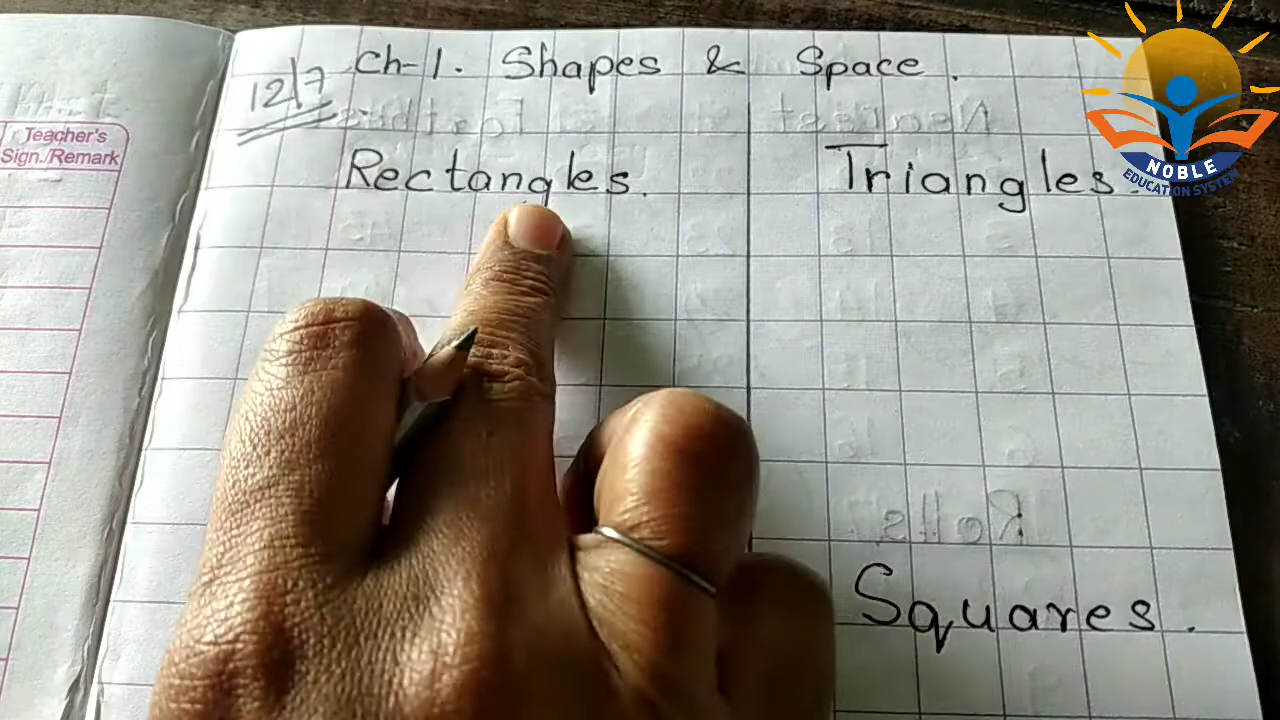 Ch-1. Shapes & Space.
12/7
Rectangles.
Triangles.
Squares.
Teacher's
Sign./Remark
NOBLE
EDUCATION SYSTEM